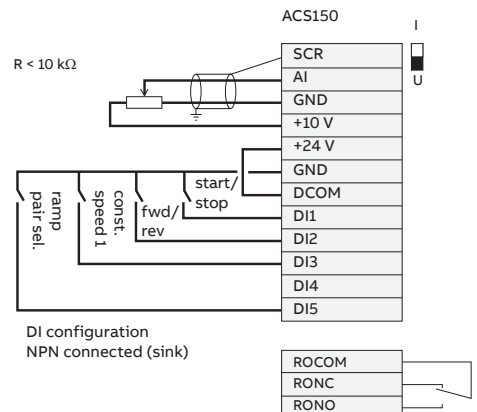 ACS150
I
SCR
R < 10 kΩ
AI
U
GND
+10 V
+24 V
GND
DCOM
start/
stop
fwd/
rev
const.
speed 1
ramp
pair sel.
DI1
DI2
DI3
DI4
DI5
DI configuration
NPN connected (sink)
ROCOM
RONC
RONO